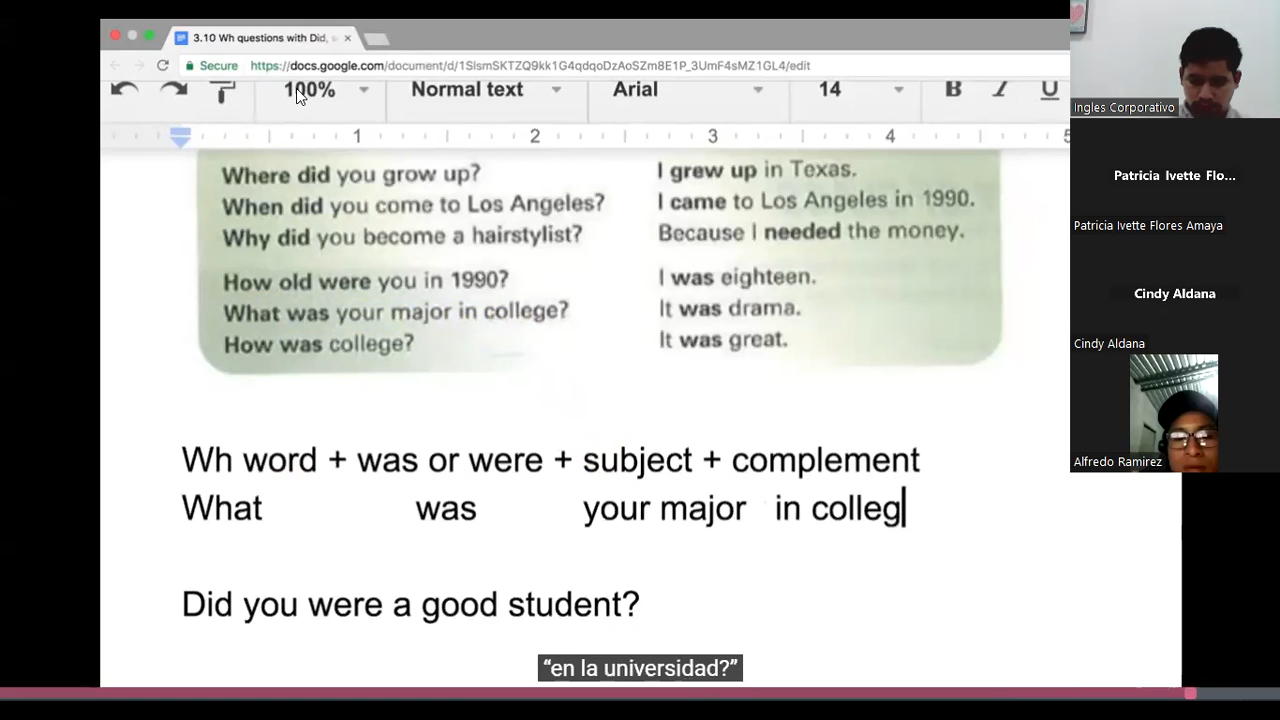 3.10 Wh questions with Did,
Secure https://docs.google.com/document/d/1SlsmSKTZQ9kk1G4qdqoDzAoSZm8E1P_3UmF4sMZ1GL4/edit
100% Normal text Arial 14 B I U
1 2 3 4 5
Where did you grow up? I grew up in Texas.
When did you come to Los Angeles? I came to Los Angeles in 1990.
Why did you become a hairstylist? Because I needed the money.
How old were you in 1990? I was eighteen.
What was your major in college? It was drama.
How was college? It was great.
Wh word + was or were + subject + complement
What was your major in colleg
Did you were a good student?
“en la universidad?”
Ingles Corporativo
Patricia Ivette Flo...
Patricia Ivette Flores Amaya
Cindy Aldana
Cindy Aldana
Alfredo Ramirez